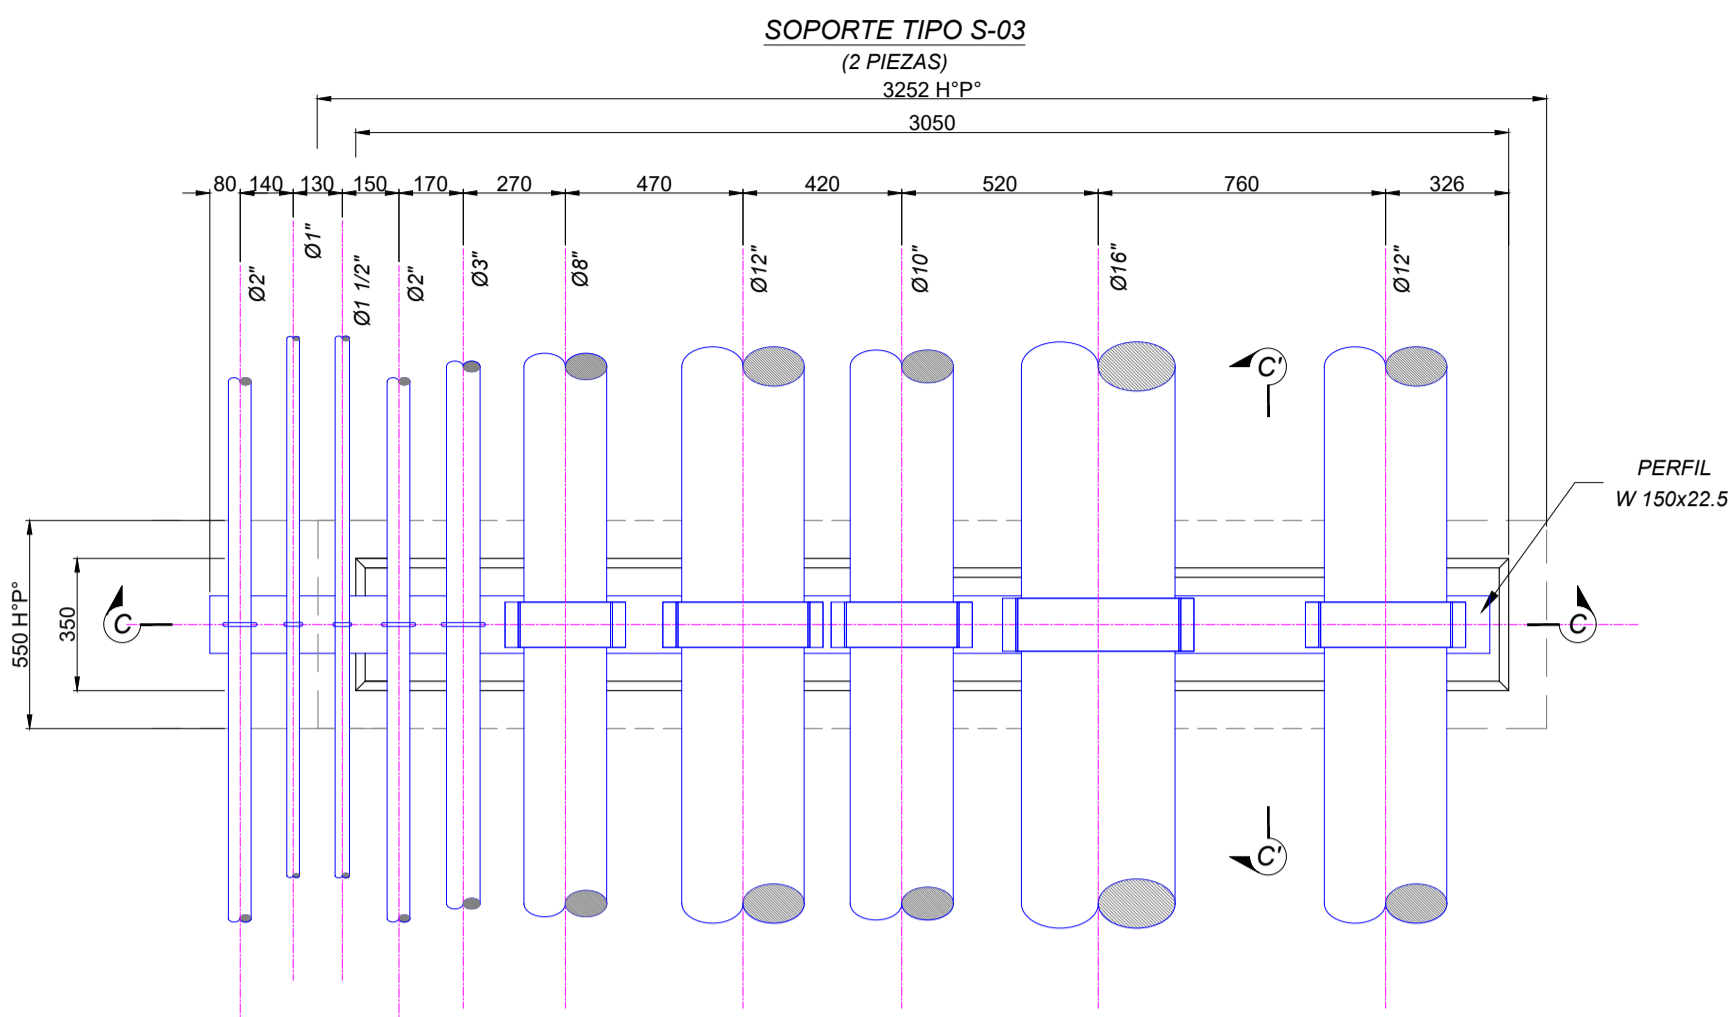 SOPORTE TIPO S-03
(2 PIEZAS)
3252 H°P°
3050
80 140 130 150 170 270 470 420 520 760 326
Ø2" Ø1" Ø1 1/2" Ø2" Ø3" Ø8" Ø12" Ø10" Ø16" Ø12"
C'
PERFIL
W 150x22.5
550 H°P°
350
C
C
C'